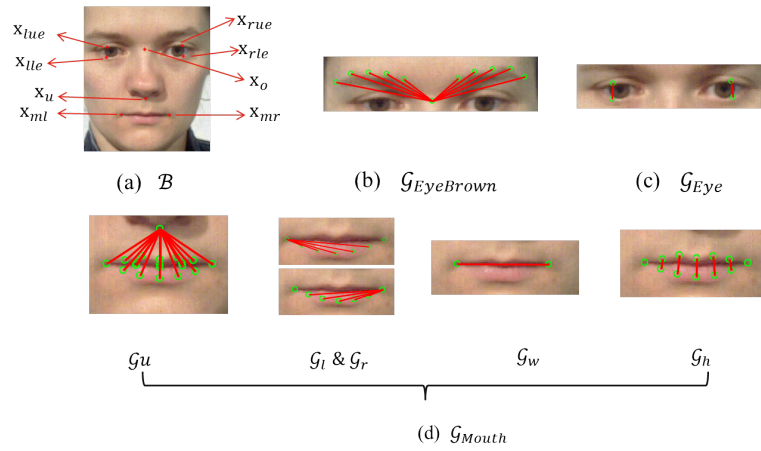 x_lue
x_rue
x_lle
x_rle
x_o
x_u
x_ml
x_mr
(a) ℬ
(b) 𝒢_EyeBrown
(c) 𝒢_Eye
𝒢u
𝒢_l & 𝒢_r
𝒢_w
𝒢_h
(d) 𝒢_Mouth